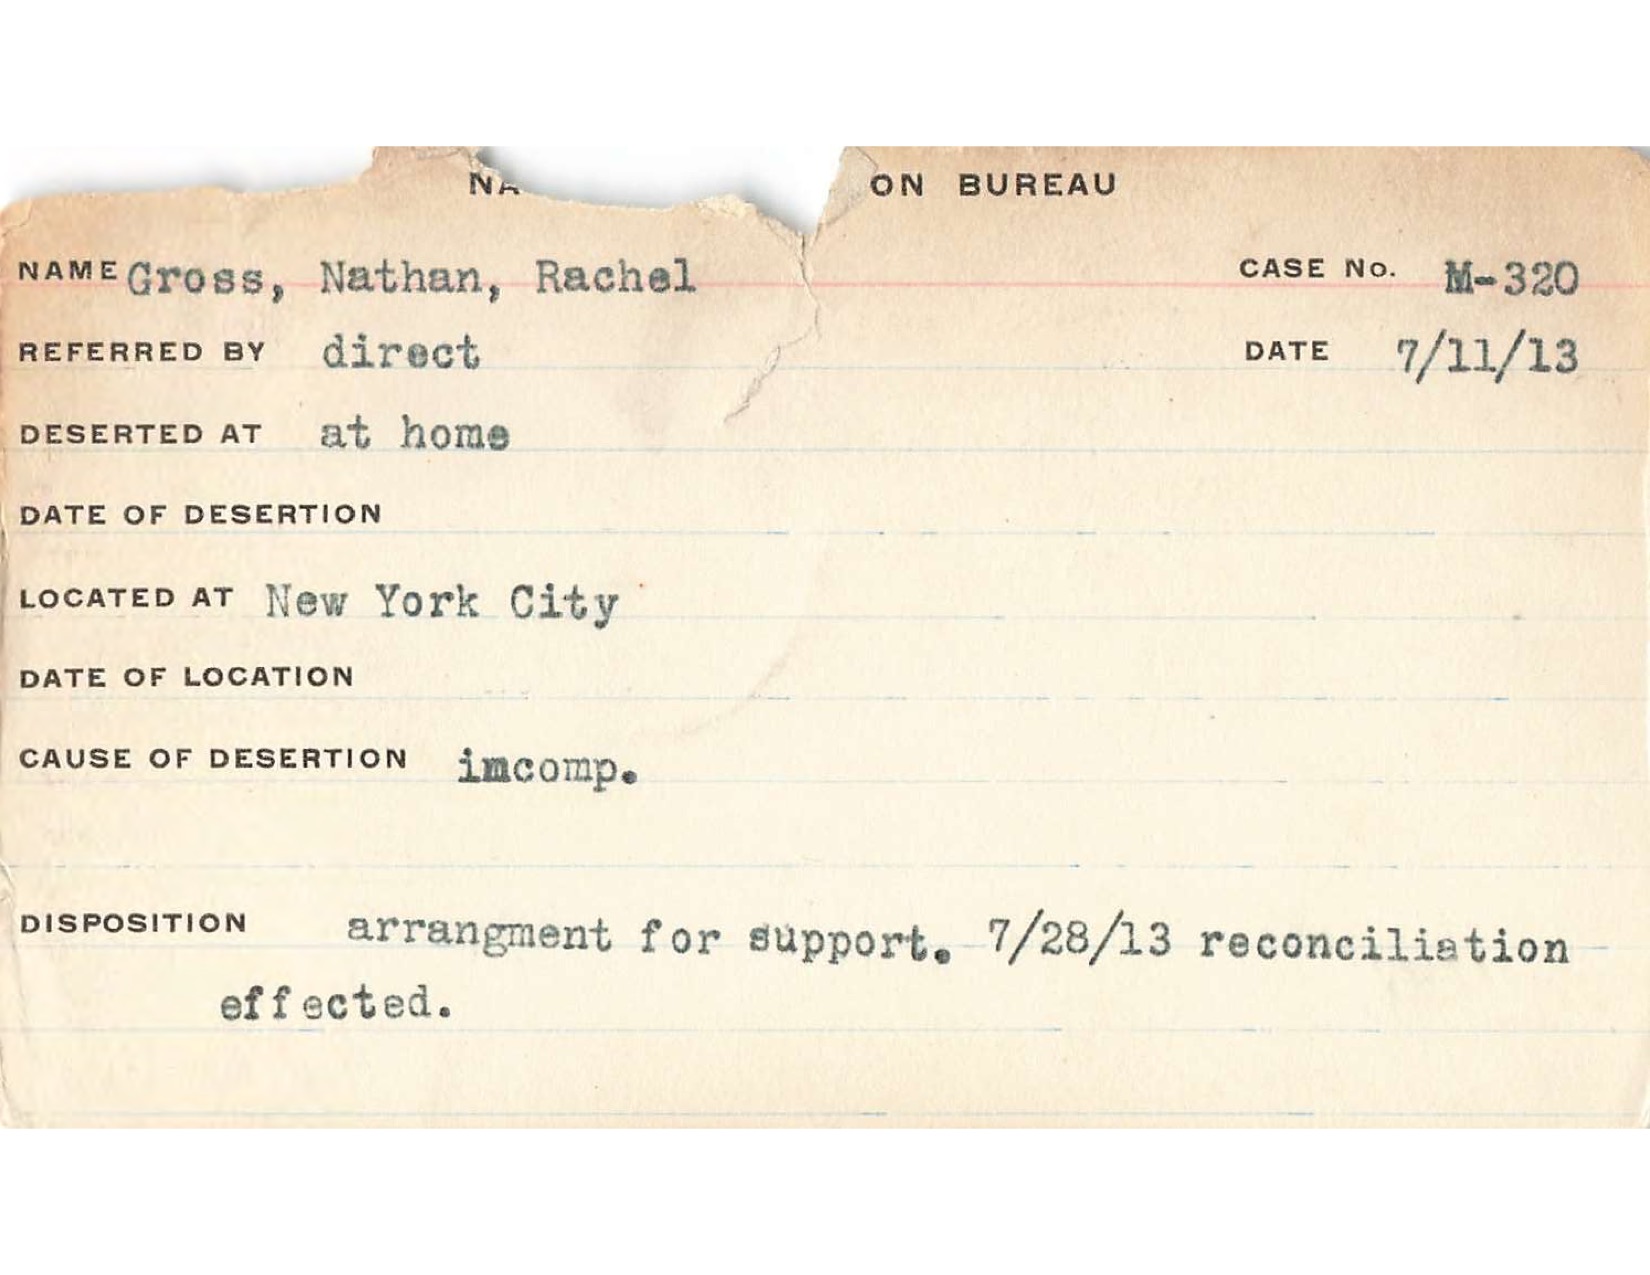 NA ON BUREAU
NAME Gross, Nathan, Rachel CASE No. M-320
REFERRED BY direct DATE 7/11/13
DESERTED AT at home
DATE OF DESERTION
LOCATED AT New York City
DATE OF LOCATION
CAUSE OF DESERTION imcomp.
DISPOSITION arrangment for support. 7/28/13 reconciliation
effected.